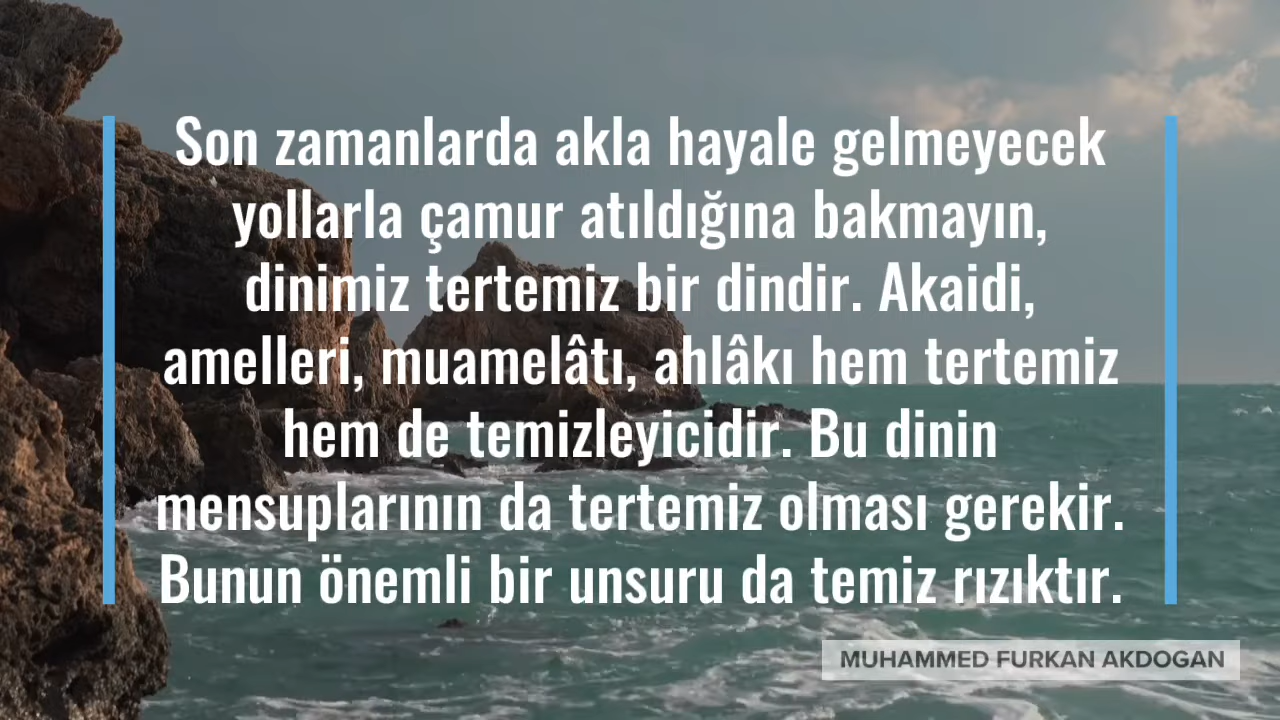 Son zamanlarda akla hayale gelmeyecek
yollarla çamur atıldığına bakmayın,
dinimiz tertemiz bir dindir. Akaidi,
amelleri, muamelâtı, ahlâkı hem tertemiz
hem de temizleyicidir. Bu dinin
mensuplarının da tertemiz olması gerekir.
Bunun önemli bir unsuru da temiz rızıktır.
MUHAMMED FURKAN AKDOGAN